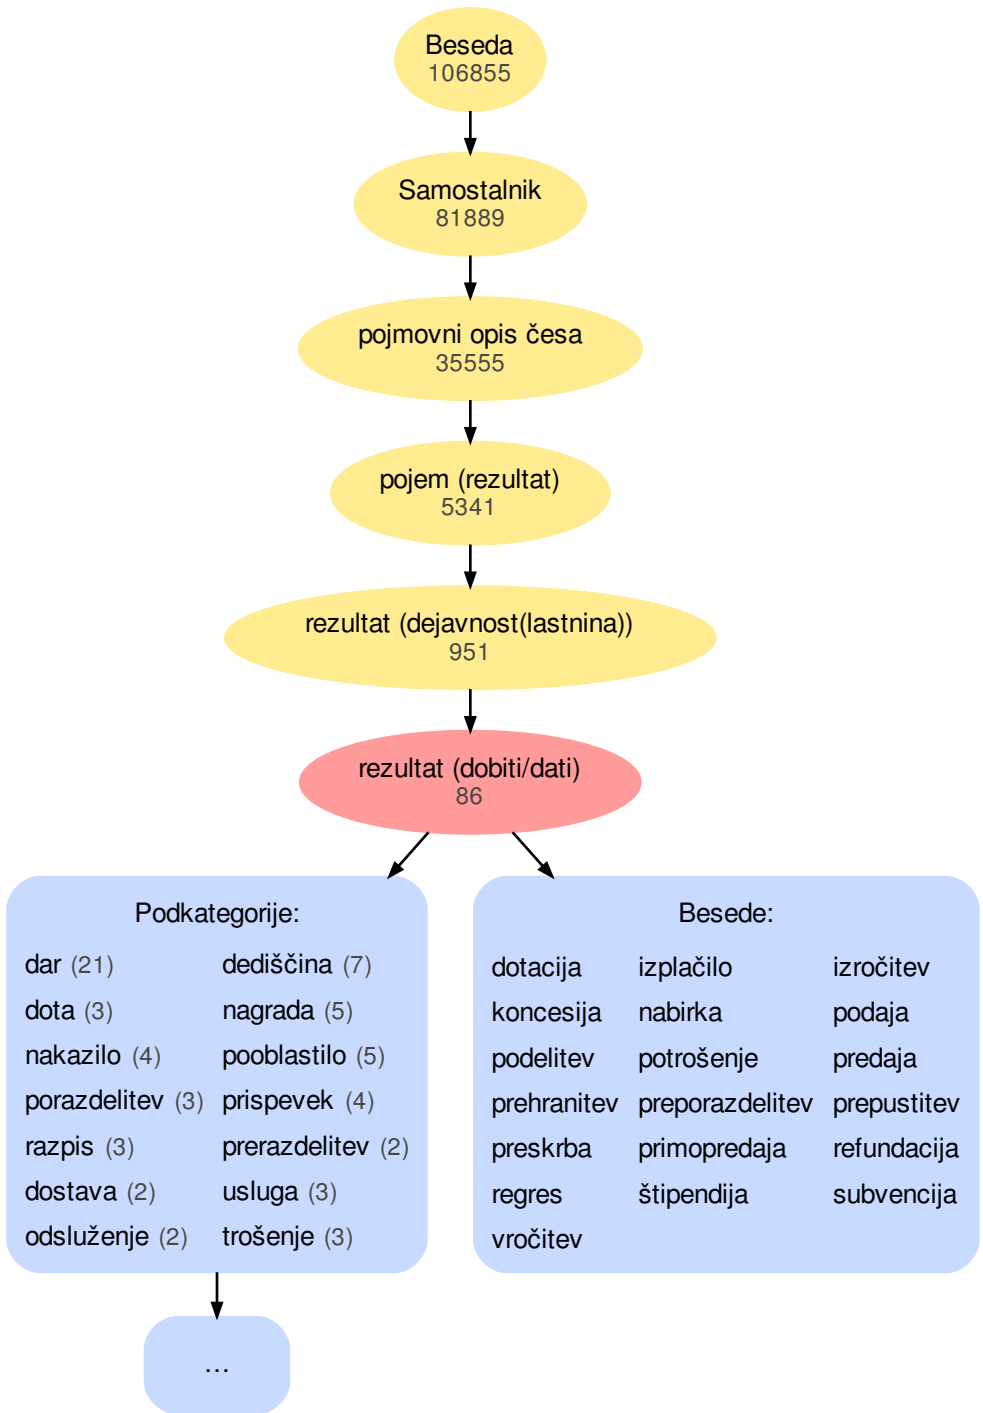 Beseda
106855
Samostalnik
81889
pojmovni opis česa
35555
pojem (rezultat)
5341
rezultat (dejavnost(lastnina))
951
rezultat (dobiti/dati)
86
Podkategorije:
dar (21) dediščina (7)
dota (3) nagrada (5)
nakazilo (4) pooblastilo (5)
porazdelitev (3) prispevek (4)
razpis (3) prerazdelitev (2)
dostava (2) usluga (3)
odsluženje (2) trošenje (3)
...
Besede:
dotacija izplačilo izročitev
koncesija nabirka podaja
podelitev potrošenje predaja
prehranitev preporazdelitev prepustitev
preskrba primopredaja refundacija
regres štipendija subvencija
vročitev